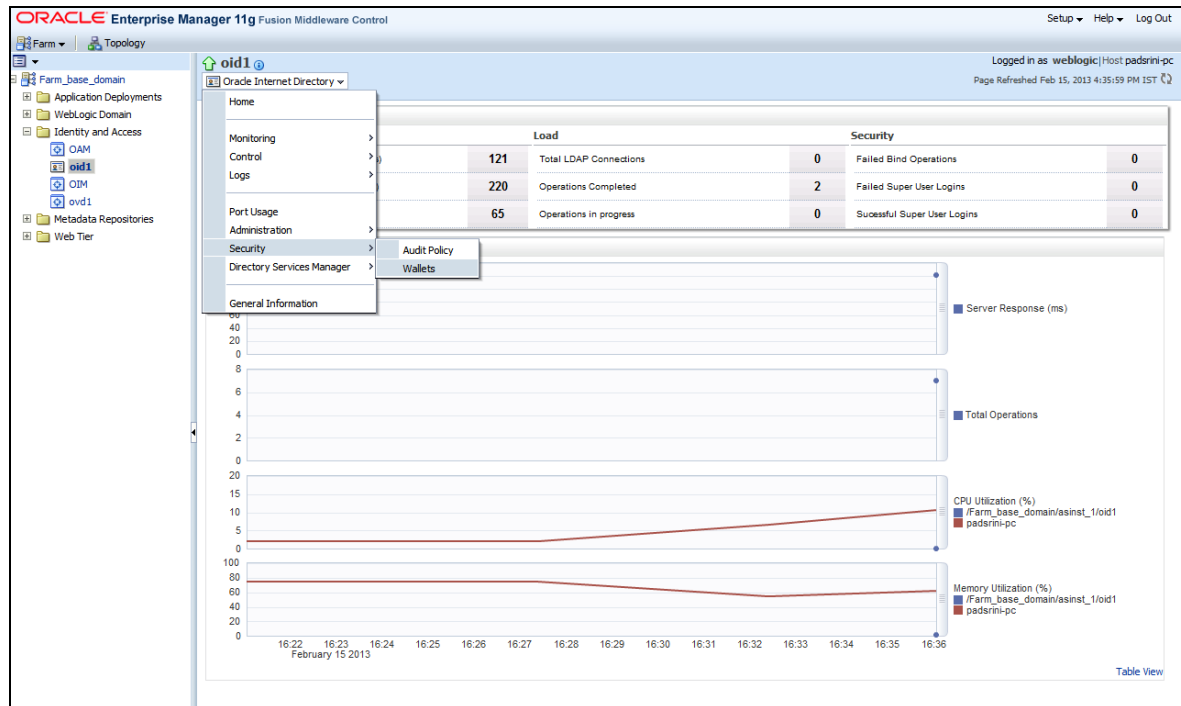 ORACLE Enterprise Manager 11g Fusion Middleware Control
Setup Help Log Out
Farm Topology
oid1
Logged in as weblogic|Host padsrini-pc
Oracle Internet Directory
Page Refreshed Feb 15, 2013 4:35:59 PM IST
Farm_base_domain
Application Deployments
WebLogic Domain
Identity and Access
OAM
oid1
OIM
ovd1
Metadata Repositories
Web Tier
Home
Monitoring
Control
Logs
Port Usage
Administration
Security
Directory Services Manager
General Information
Audit Policy
Wallets
Load Security
121 Total LDAP Connections 0 Failed Bind Operations 0
220 Operations Completed 2 Failed Super User Logins 0
65 Operations in progress 0 Sucessful Super User Logins 0
60
40
20
0
Server Response (ms)
8
6
4
2
0
Total Operations
20
15
10
5
0
CPU Utilization (%)
/Farm_base_domain/asinst_1/oid1
padsrini-pc
100
80
60
40
20
0
Memory Utilization (%)
/Farm_base_domain/asinst_1/oid1
padsrini-pc
16:22 16:23 16:24 16:25 16:26 16:27 16:28 16:29 16:30 16:31 16:32 16:33 16:34 16:35 16:36
February 15 2013
Table View